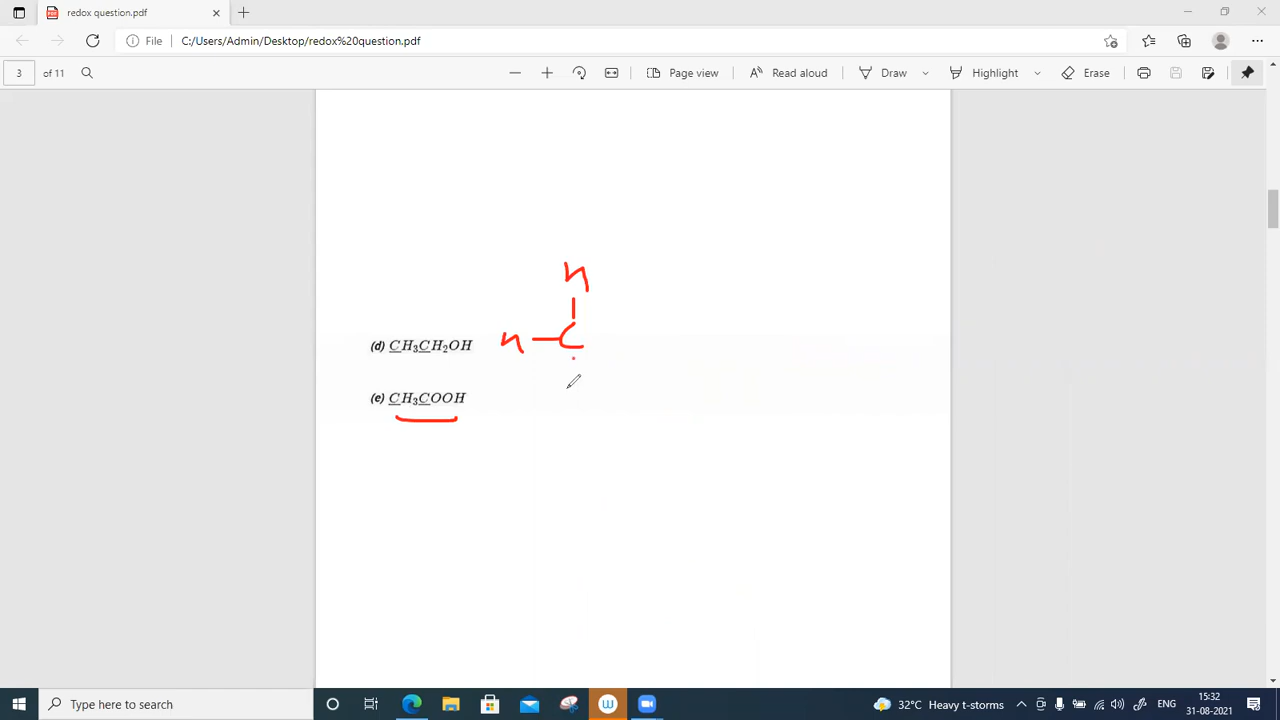 redox question.pdf
File C:/Users/Admin/Desktop/redox%20question.pdf
3 of 11 Page view Read aloud Draw Highlight Erase
H
(d) CH₃CH₂OH H — C
(e) CH₃COOH
Type here to search 32°C Heavy t-storms ENG 15:32
31-08-2021